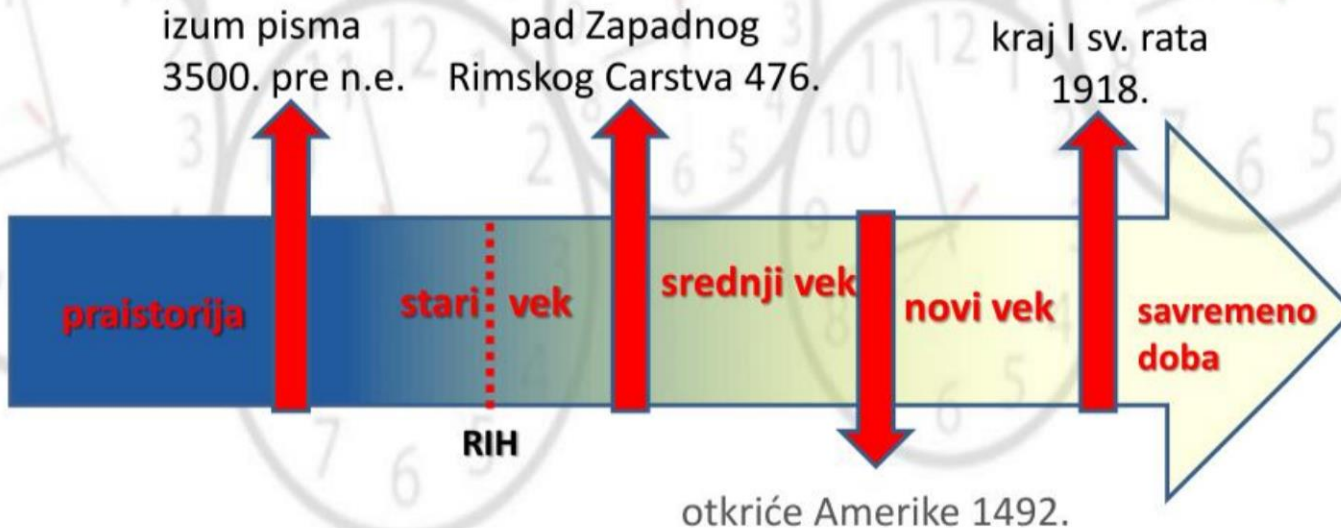 izum pisma
3500. pre n.e.
pad Zapadnog
Rimskog Carstva 476.
kraj I sv. rata
1918.
praistorija
stari vek
srednji vek
novi vek
savremeno
doba
RIH
otkriće Amerike 1492.